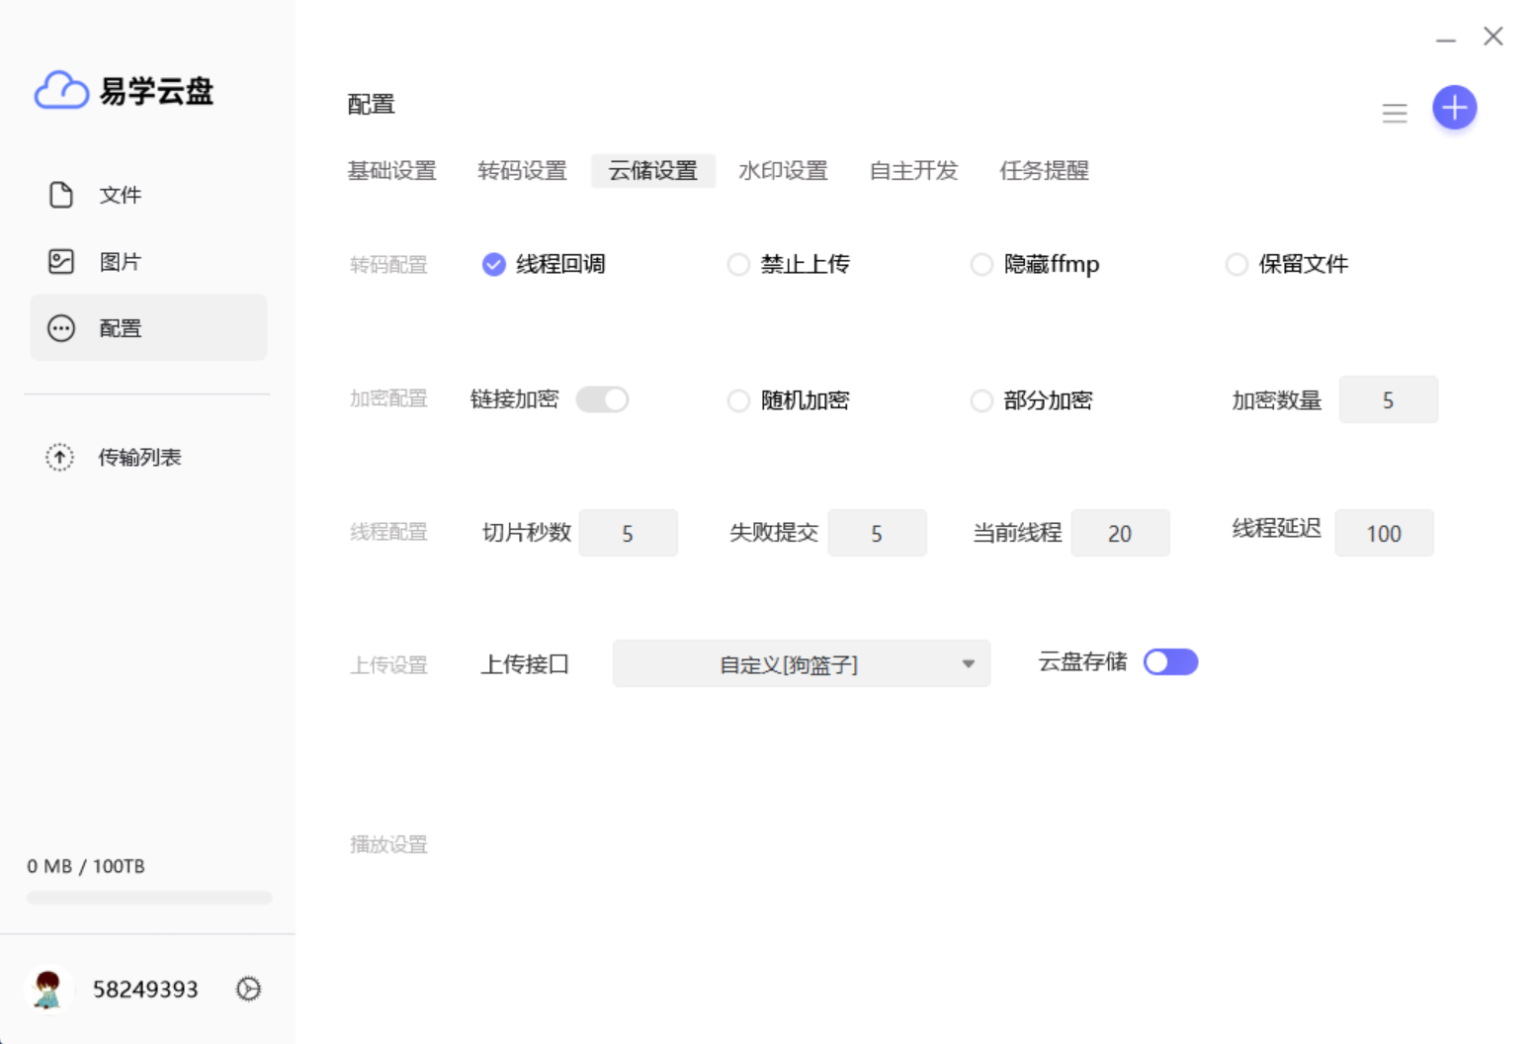 易学云盘
文件
图片
配置
传输列表
0 MB / 100TB
58249393
配置
基础设置 转码设置 云储设置 水印设置 自主开发 任务提醒
转码配置 线程回调 禁止上传 隐藏ffmp 保留文件
加密配置 链接加密 随机加密 部分加密 加密数量 5
线程配置 切片秒数 5 失败提交 5 当前线程 20 线程延迟 100
上传设置 上传接口 自定义[狗篮子] 云盘存储
播放设置